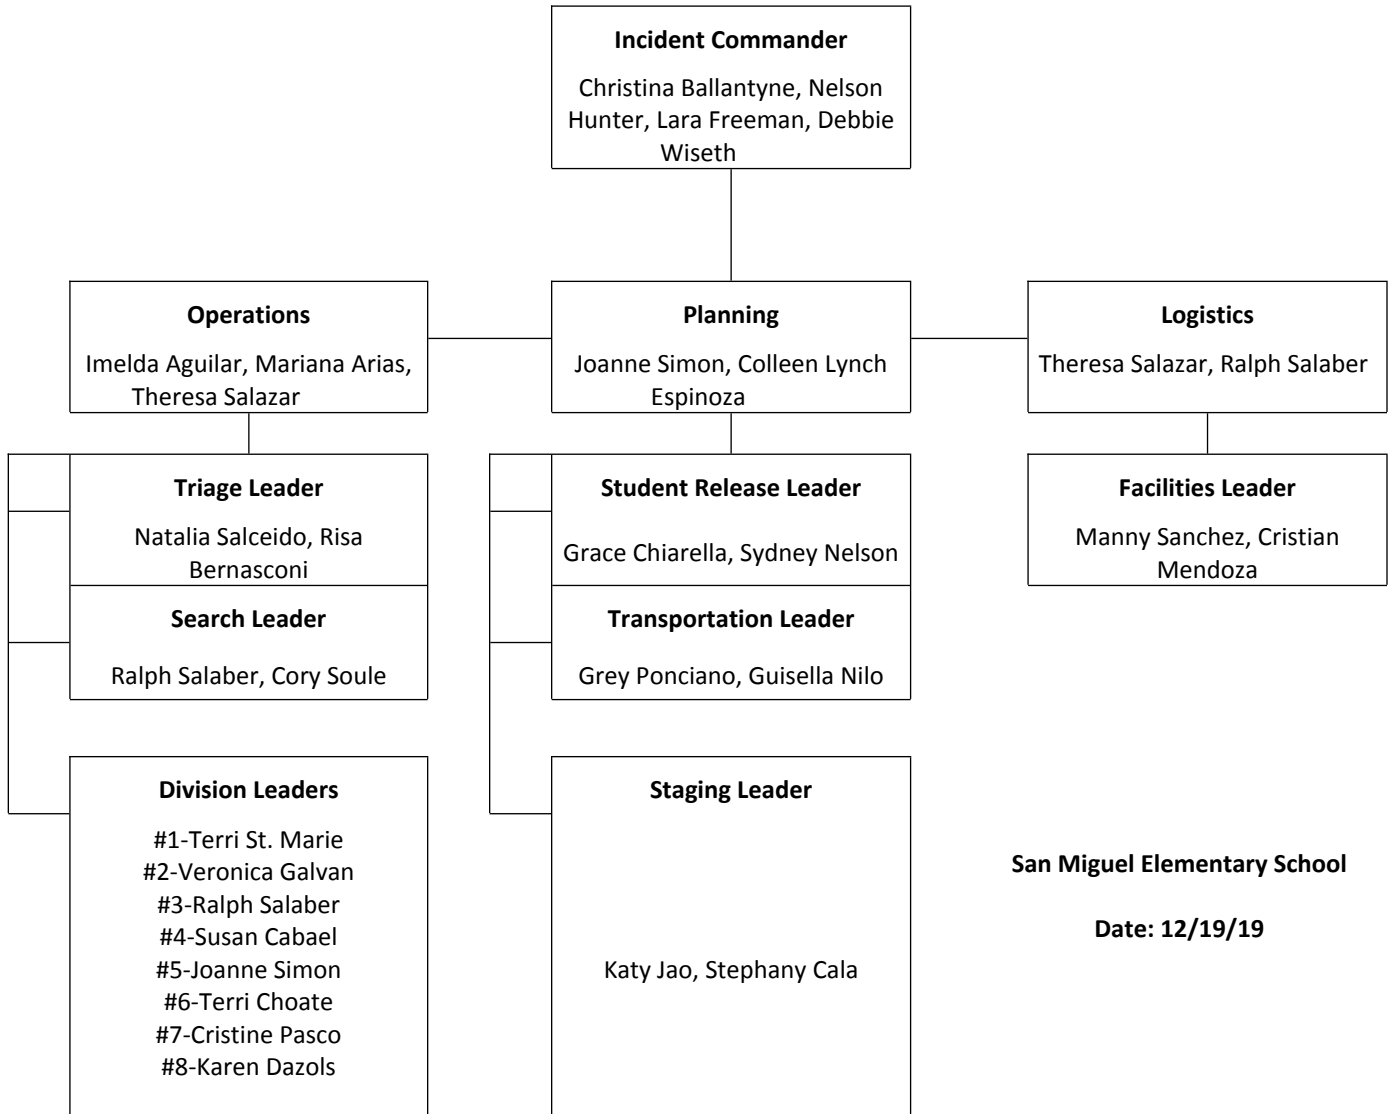 Incident Commander
Christina Ballantyne, Nelson
Hunter, Lara Freeman, Debbie
Wiseth
Operations
Imelda Aguilar, Mariana Arias,
Theresa Salazar
Planning
Joanne Simon, Colleen Lynch
Espinoza
Logistics
Theresa Salazar, Ralph Salaber
Triage Leader
Natalia Salceido, Risa
Bernasconi
Student Release Leader
Grace Chiarella, Sydney Nelson
Facilities Leader
Manny Sanchez, Cristian
Mendoza
Search Leader
Ralph Salaber, Cory Soule
Transportation Leader
Grey Ponciano, Guisella Nilo
Division Leaders
#1-Terri St. Marie
#2-Veronica Galvan
#3-Ralph Salaber
#4-Susan Cabael
#5-Joanne Simon
#6-Terri Choate
#7-Cristine Pasco
#8-Karen Dazols
Staging Leader
Katy Jao, Stephany Cala
San Miguel Elementary School
Date: 12/19/19